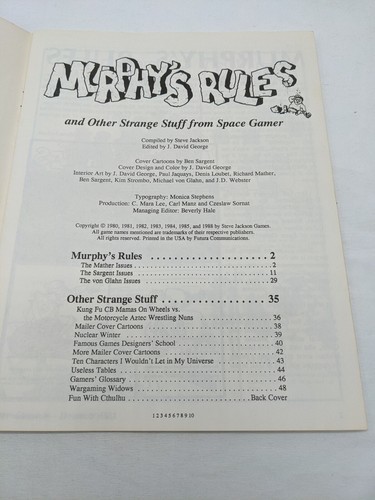 MURPHY'S RULES
and Other Strange Stuff from Space Gamer
Compiled by Steve Jackson
Edited by J. David George
Cover Cartoons by Ben Sargent
Cover Design and Color by J. David George
Interior Art by J. David George, Paul Jaquays, Denis Loubet, Richard Mather,
Ben Sargent, Kim Strombo, Michael von Glahn, and J.D. Webster
Typography: Monica Stephens
Production: C. Mara Lee, Carl Manz and Czeslaw Sornat
Managing Editor: Beverly Hale
Copyright © 1980, 1981, 1982, 1983, 1984, 1985, and 1988 by Steve Jackson Games.
All game names mentioned are trademarks of their respective publishers.
All rights reserved. Printed in the USA by Futura Communications.
Murphy's Rules . . . . . . . . . . . . . . . . . . 2
The Mather Issues . . . . . . . . . . . . . . . . . . 2
The Sargent Issues . . . . . . . . . . . . . . . . . . 11
The von Glahn Issues . . . . . . . . . . . . . . . . . . 29
Other Strange Stuff . . . . . . . . . . . . . . . . . 35
Kung Fu CB Mamas On Wheels vs.
the Motorcycle Aztec Wrestling Nuns . . . . . . . . . . 36
Mailer Cover Cartoons . . . . . . . . . . . . . . . . 38
Nuclear Winter . . . . . . . . . . . . . . . . . . . . 39
Famous Games Designers' School . . . . . . . . . . . . 40
More Mailer Cover Cartoons . . . . . . . . . . . . . . 42
Ten Characters I Wouldn't Let in My Universe . . . . . 43
Useless Tables . . . . . . . . . . . . . . . . . . . . 44
Gamers' Glossary . . . . . . . . . . . . . . . . . . . 46
Wargaming Widows . . . . . . . . . . . . . . . . . . . 48
Fun With Cthulhu . . . . . . . . . . . . . . . Back Cover
1 2 3 4 5 6 7 8 9 10